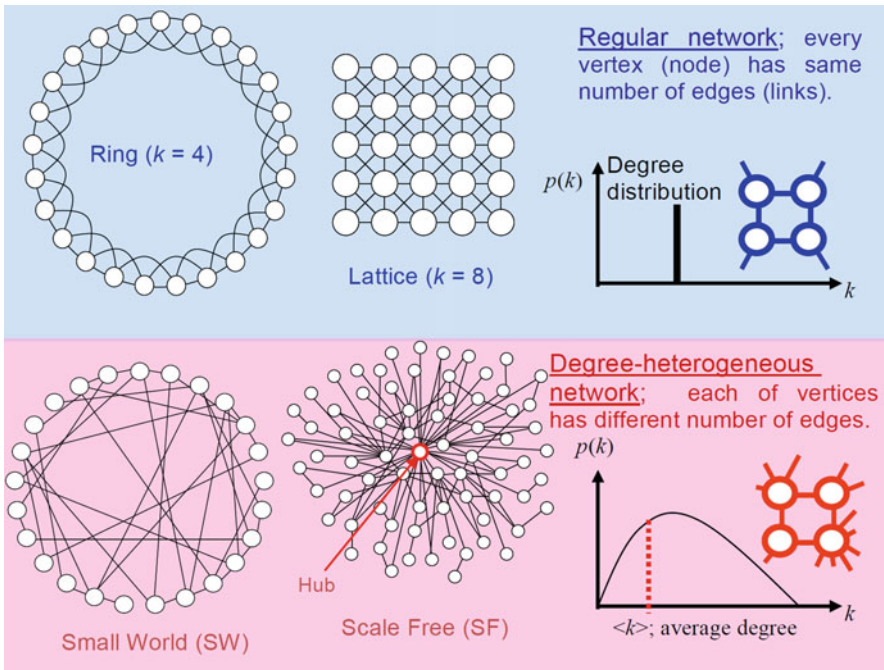 Regular network; every
vertex (node) has same
number of edges (links).
Ring (k = 4)
Lattice (k = 8)
p(k)
Degree
distribution
k
Degree-heterogeneous
network; each of vertices
has different number of edges.
p(k)
k
<k>; average degree
Hub
Small World (SW)
Scale Free (SF)